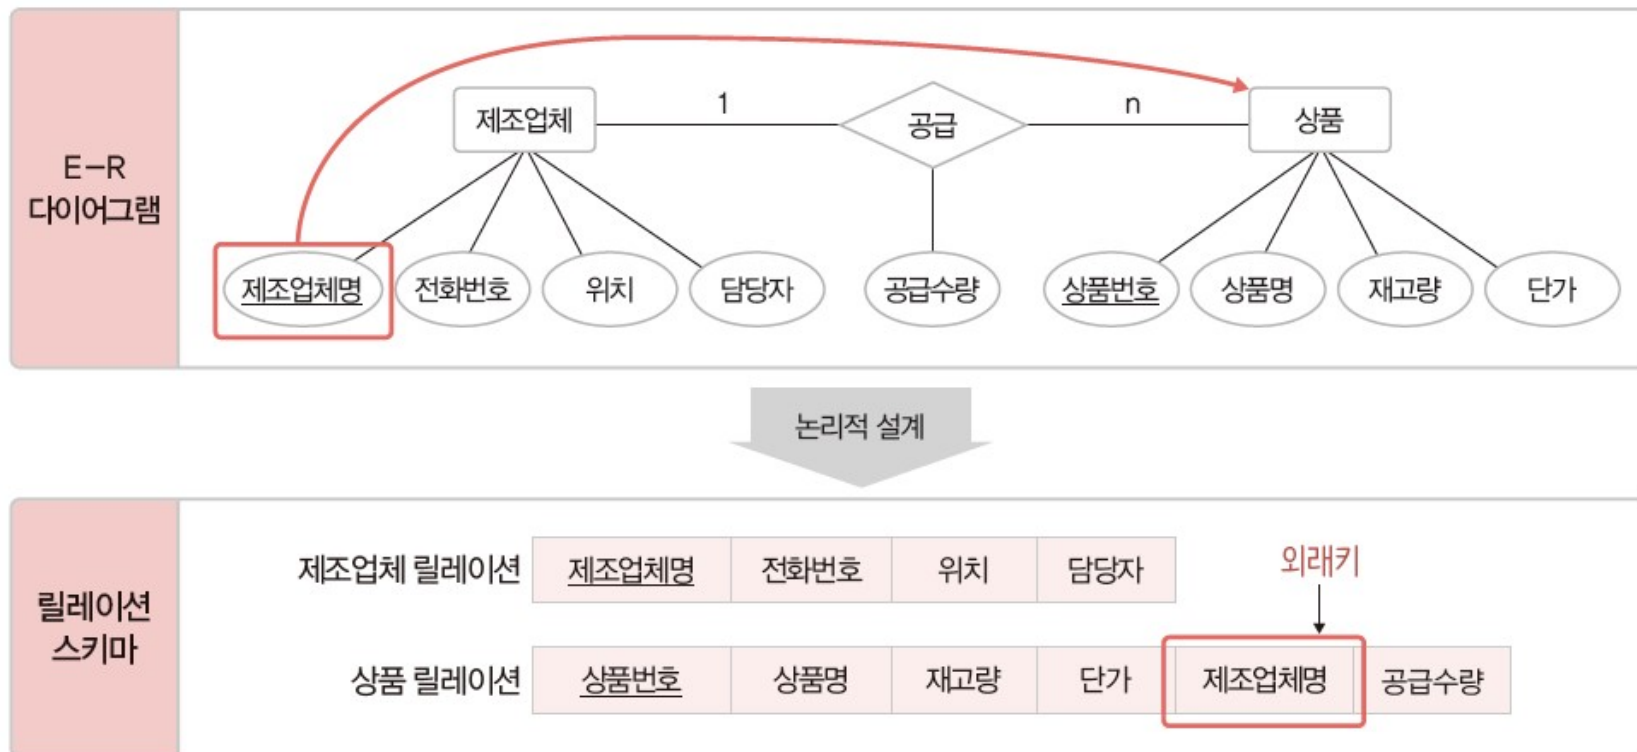 E-R
다이어그램
제조업체
1
공급
n
상품
제조업체명
전화번호
위치
담당자
공급수량
상품번호
상품명
재고량
단가
논리적 설계
릴레이션
스키마
제조업체 릴레이션 제조업체명 전화번호 위치 담당자
외래키
상품 릴레이션 상품번호 상품명 재고량 단가 제조업체명 공급수량